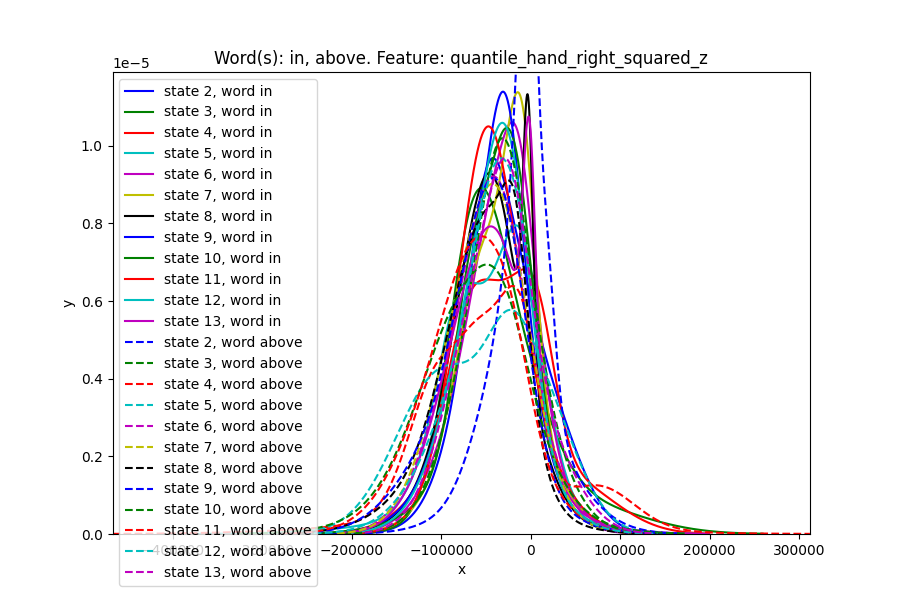 Word(s): in, above. Feature: quantile_hand_right_squared_z
1e−5
state 2, word in
state 3, word in
state 4, word in
state 5, word in
state 6, word in
state 7, word in
state 8, word in
state 9, word in
state 10, word in
state 11, word in
state 12, word in
state 13, word in
state 2, word above
state 3, word above
state 4, word above
state 5, word above
state 6, word above
state 7, word above
state 8, word above
state 9, word above
state 10, word above
state 11, word above
state 12, word above
state 13, word above
y
1.0
0.8
0.6
0.4
0.2
0.0
−200000 −100000 0 100000 200000 300000
x